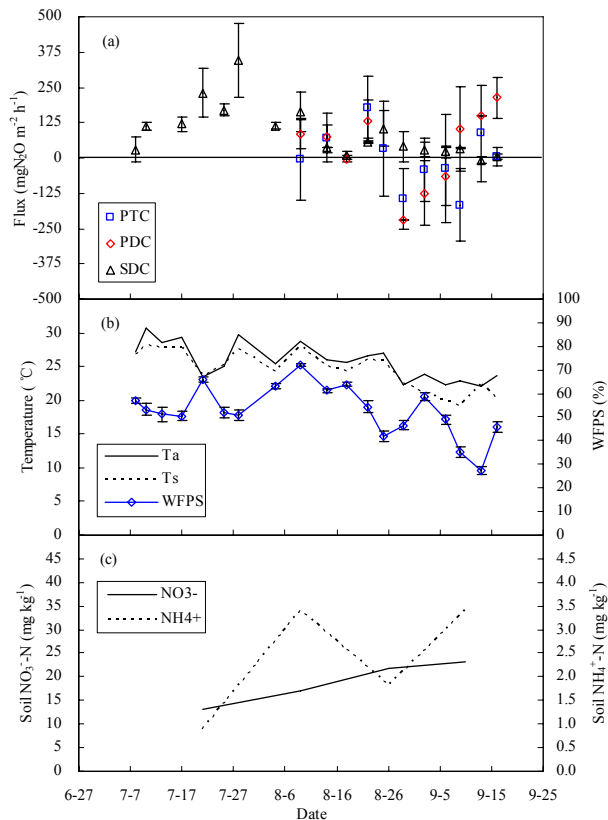 (a)
500
375
250
125
0
-125
-250
-375
-500
Flux (mgN2O m⁻² h⁻¹)
PTC
PDC
SDC
(b)
30
25
20
15
10
5
0
Temperature (℃)
100
90
80
70
60
50
40
30
20
10
0
WFPS (%)
Ta
Ts
WFPS
(c)
45
40
35
30
25
20
15
10
5
0
Soil NO₃⁻-N (mg kg⁻¹)
4.5
4.0
3.5
3.0
2.5
2.0
1.5
1.0
0.5
0.0
Soil NH₄⁺-N (mg kg⁻¹)
NO3-
NH4+
6-27 7-7 7-17 7-27 8-6 8-16 8-26 9-5 9-15 9-25
Date